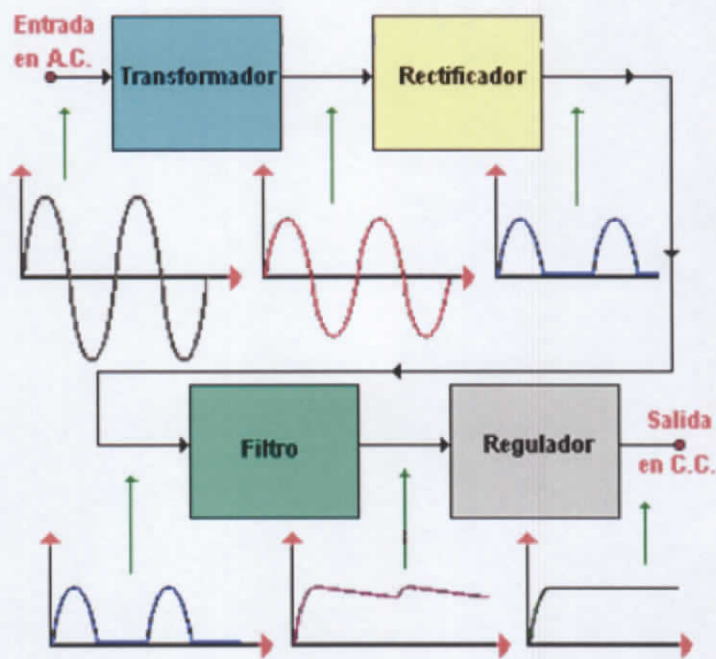 Entrada
en A.C.
Transformador
Rectificador
Filtro
Regulador
Salida
en C.C.